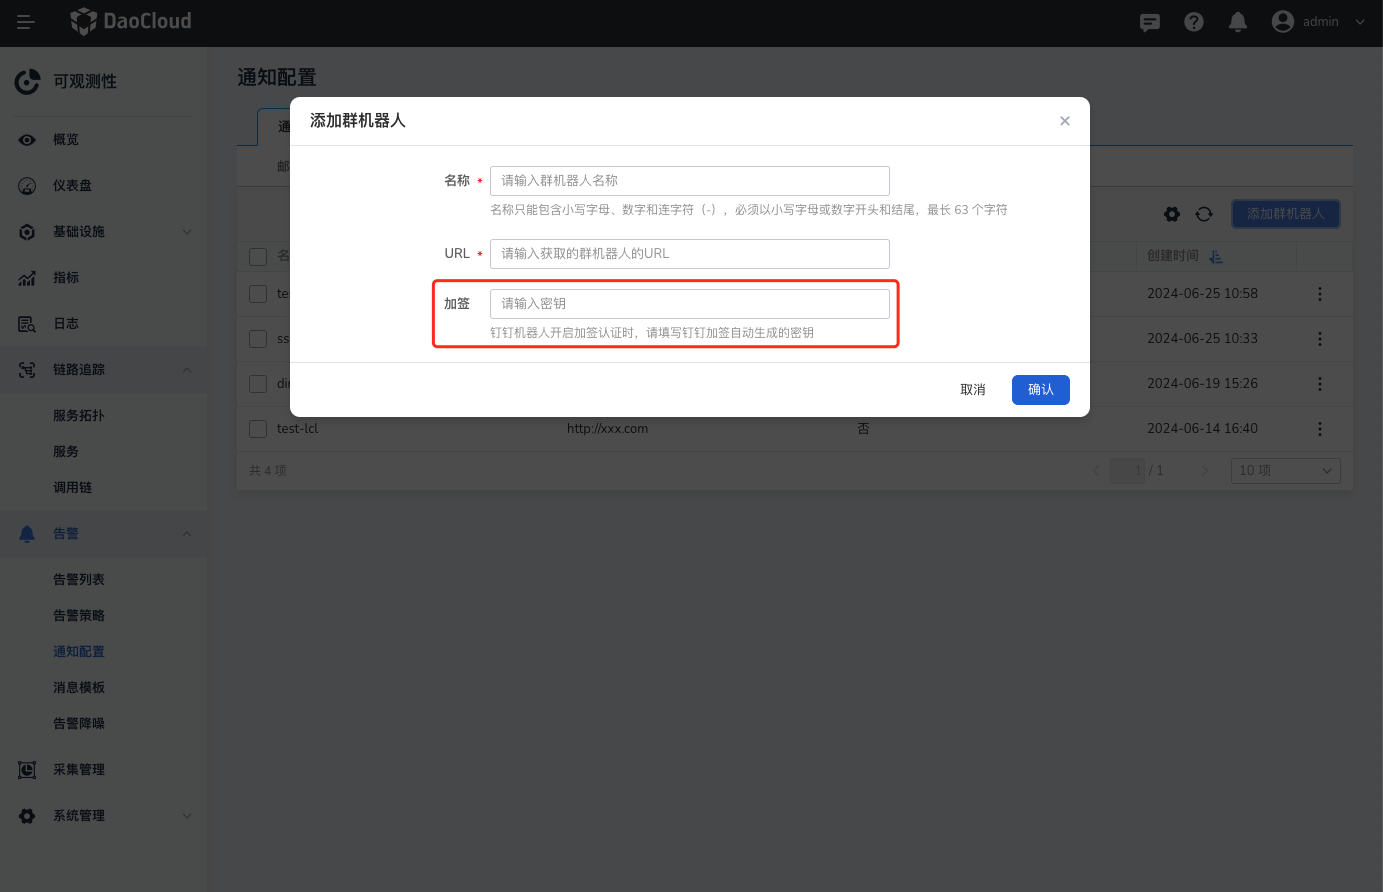 DaoCloud
admin
可观测性
概览
仪表盘
基础设施
指标
日志
链路追踪
服务拓扑
服务
调用链
告警
告警列表
告警策略
通知配置
消息模板
告警降噪
采集管理
系统管理
通知配置
通
邮
添加群机器人
名
创建时间
te
2024-06-25 10:58
ss
2024-06-25 10:33
di
2024-06-19 15:26
test-lcl
http://xxx.com
否
2024-06-14 16:40
共 4 项
1 / 1
10 项
添加群机器人
名称 *
请输入群机器人名称
名称只能包含小写字母、数字和连字符（-），必须以小写字母或数字开头和结尾，最长 63 个字符
URL *
请输入获取的群机器人的URL
加签
请输入密钥
钉钉机器人开启加签认证时，请填写钉钉加签自动生成的密钥
取消
确认